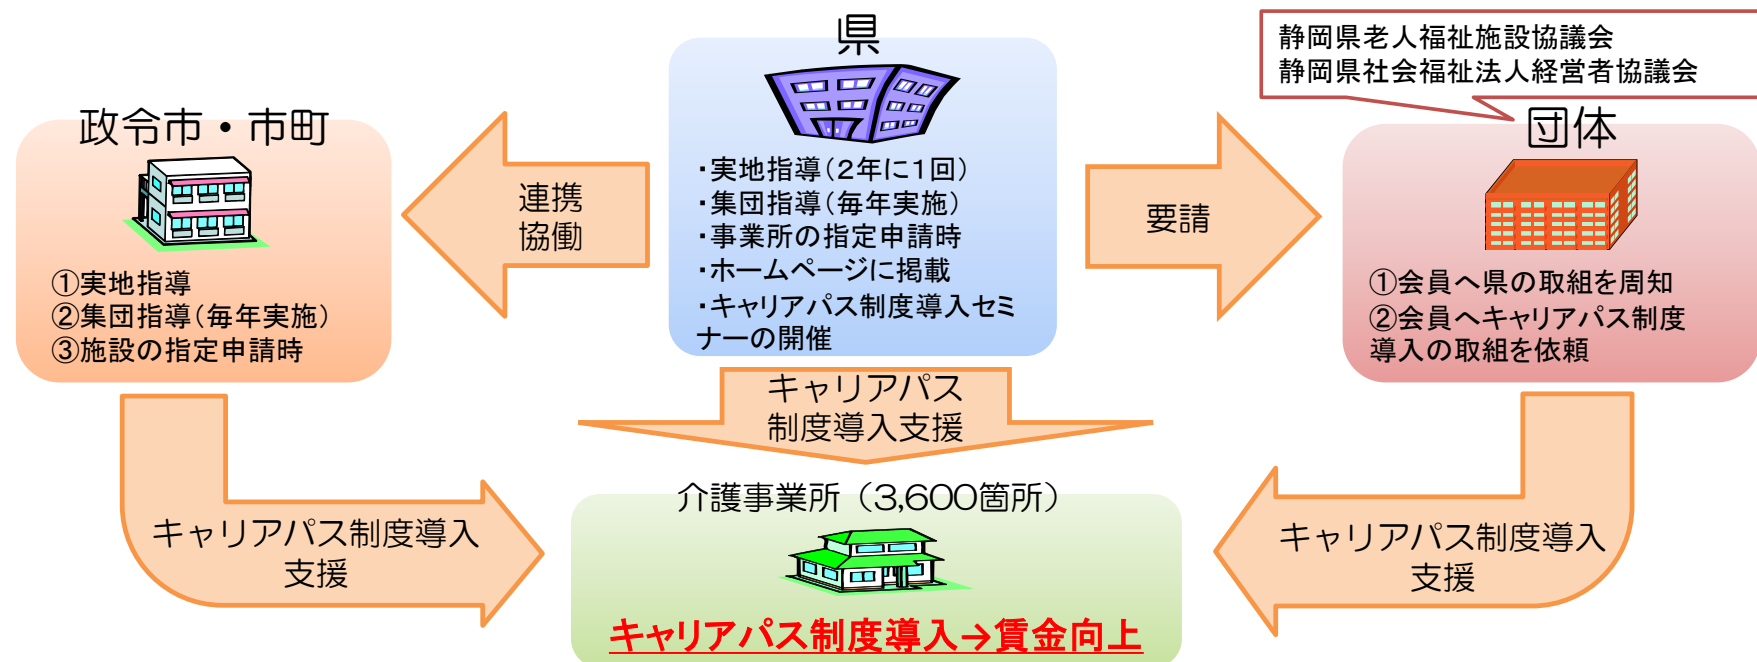 県
・実地指導(2年に1回)
・集団指導(毎年実施)
・事業所の指定申請時
・ホームページに掲載
・キャリアパス制度導入セミ
ナーの開催
政令市・市町
①実地指導
②集団指導(毎年実施)
③施設の指定申請時
連携
協働
要請
静岡県老人福祉施設協議会
静岡県社会福祉法人経営者協議会
団体
①会員へ県の取組を周知
②会員へキャリアパス制度
導入の取組を依頼
キャリアパス
制度導入支援
キャリアパス制度導入
支援
介護事業所(3,600箇所)
キャリアパス制度導入→賃金向上
キャリアパス制度導入
支援